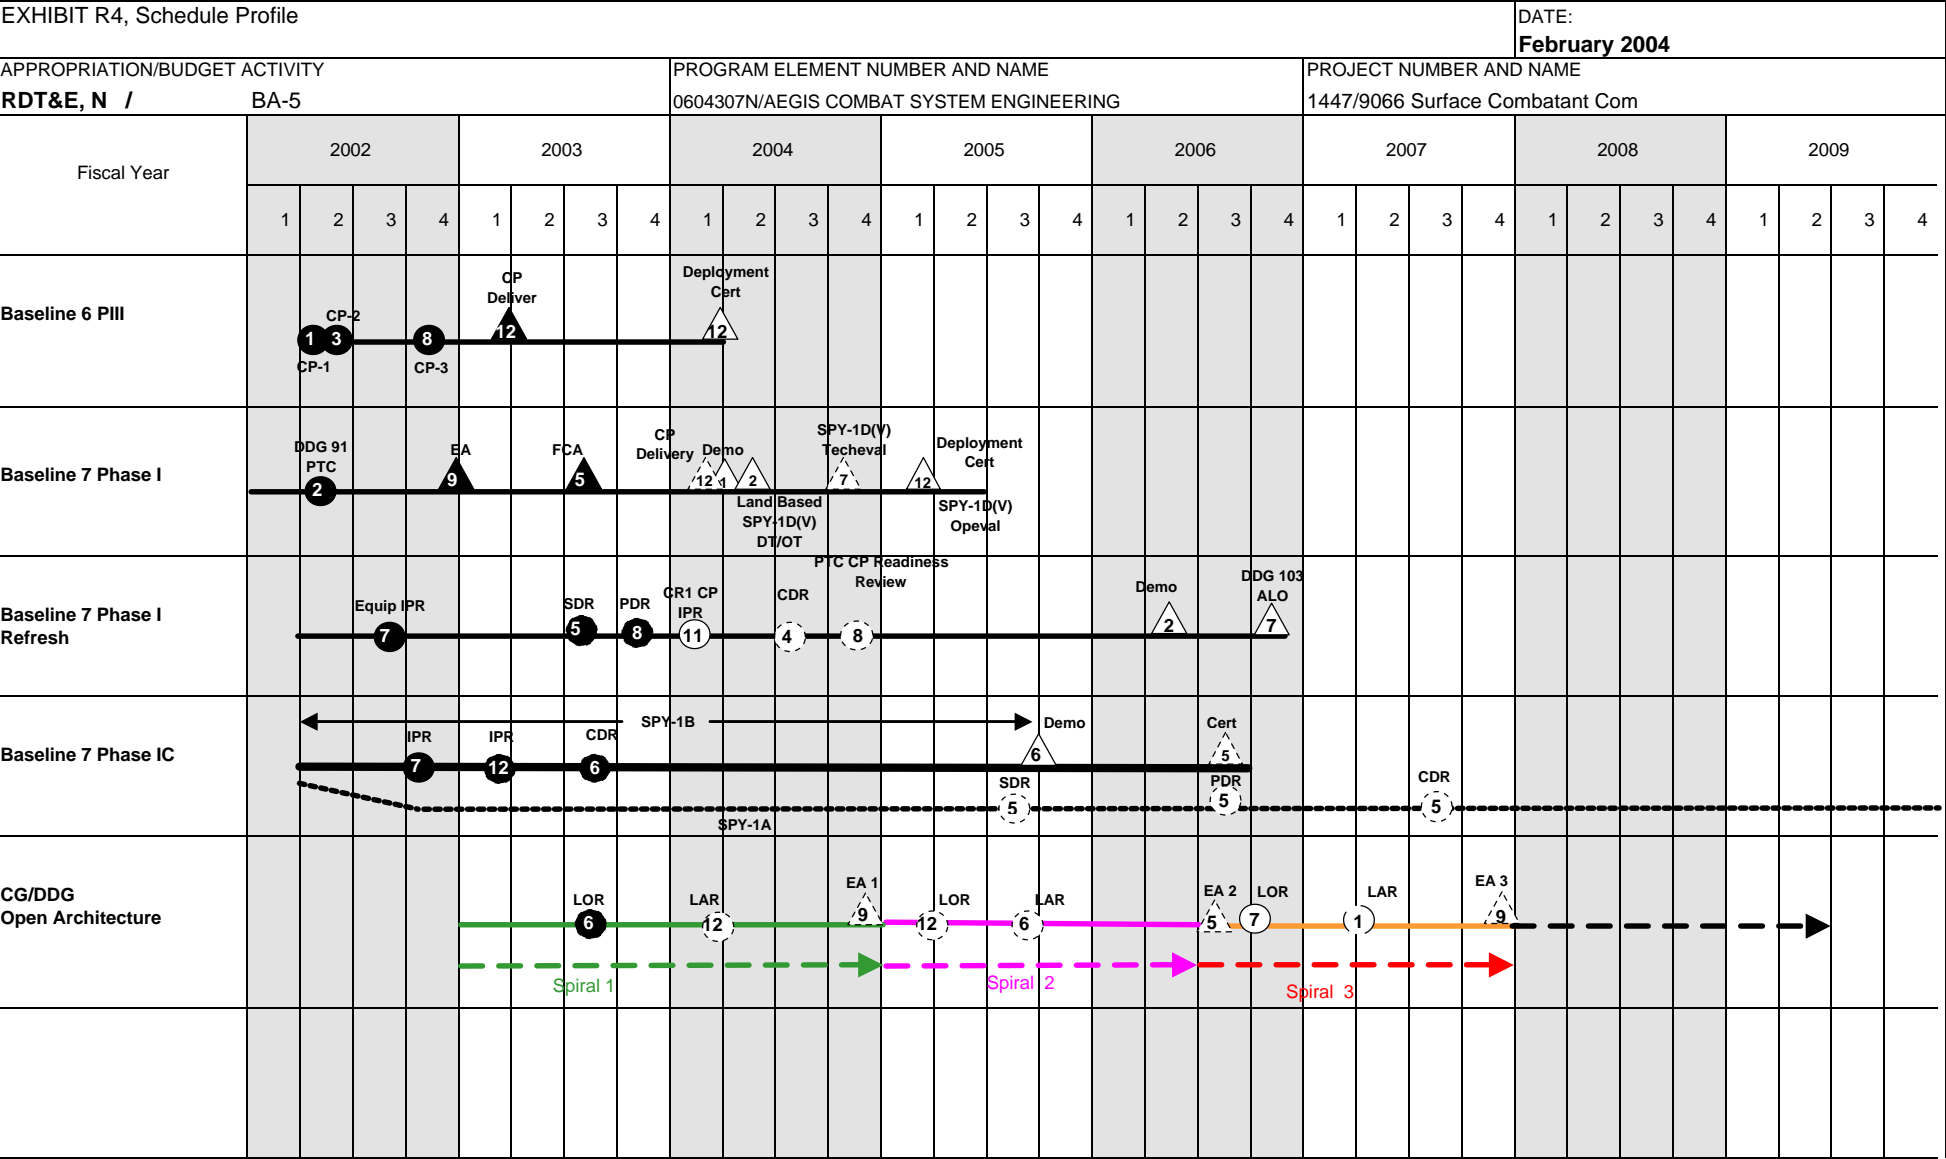 EXHIBIT R4, Schedule Profile
DATE:
February 2004
APPROPRIATION/BUDGET ACTIVITY
PROGRAM ELEMENT NUMBER AND NAME
PROJECT NUMBER AND NAME
RDT&E, N / BA-5
0604307N/AEGIS COMBAT SYSTEM ENGINEERING
1447/9066 Surface Combatant Com
Fiscal Year
2002 2003 2004 2005 2006 2007 2008 2009
1 2 3 4 1 2 3 4 1 2 3 4 1 2 3 4 1 2 3 4 1 2 3 4 1 2 3 4 1 2 3 4
Baseline 6 PIII
CP-2
CP
Deliver
Deployment
Cert
1 3 8 12 12
CP-1 CP-3
Baseline 7 Phase I
DDG 91
PTC
EA
FCA
CP
Delivery
Demo
SPY-1D(V)
Techeval
Deployment
Cert
2 9 5 12 1 2 7 12
Land Based
SPY-1D(V)
DT/OT
SPY-1D(V)
Opeval
Baseline 7 Phase I
Refresh
Equip IPR
SDR
PDR
CR1 CP
IPR
CDR
PTC CP Readiness
Review
Demo
DDG 103
ALO
7 5 8 11 4 8 2 7
Baseline 7 Phase IC
SPY-1B
IPR IPR CDR Demo Cert
7 12 6 6 5
SDR PDR CDR
5 5 5
SPY-1A
CG/DDG
Open Architecture
LOR LAR EA 1 LOR LAR EA 2 LOR LAR EA 3
6 12 9 12 6 5 7 1 9
Spiral 1 Spiral 2 Spiral 3